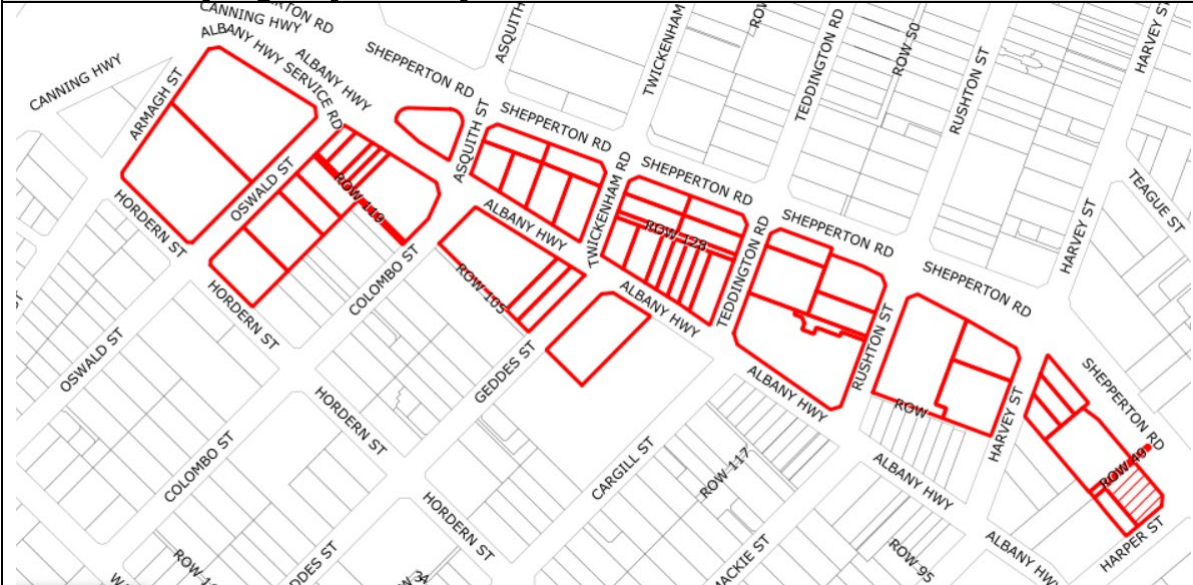 CANNING HWY
ALBANY HWY SERVICE RD
ALBANY HWY
SHEPPERTON RD
ASQUITH
TWICKENHAM
TEDDINGTON RD
ROW 50
RUSHTON ST
HARVEY ST
CANNING HWY
ARMAGH ST
ASQUITH ST
SHEPPERTON RD
TWICKENHAM RD
SHEPPERTON RD
TEAGUE ST
OSWALD ST
ROW 119
HORDERN ST
ALBANY HWY
ROW 128
TEDDINGTON RD
SHEPPERTON RD
HARVEY ST
COLOMBO ST
ROW 105
ALBANY HWY
SHEPPERTON RD
HORDERN ST
OSWALD ST
GEDDES ST
RUSHTON ST
ALBANY HWY
ROW
HARVEY ST
SHEPPERTON RD
HORDERN ST
COLOMBO ST
CARGILL ST
ROW 117
ALBANY HWY
ROW 49
HORDERN ST
MACKIE ST
ROW 95
ALBANY HWY
HARPER ST